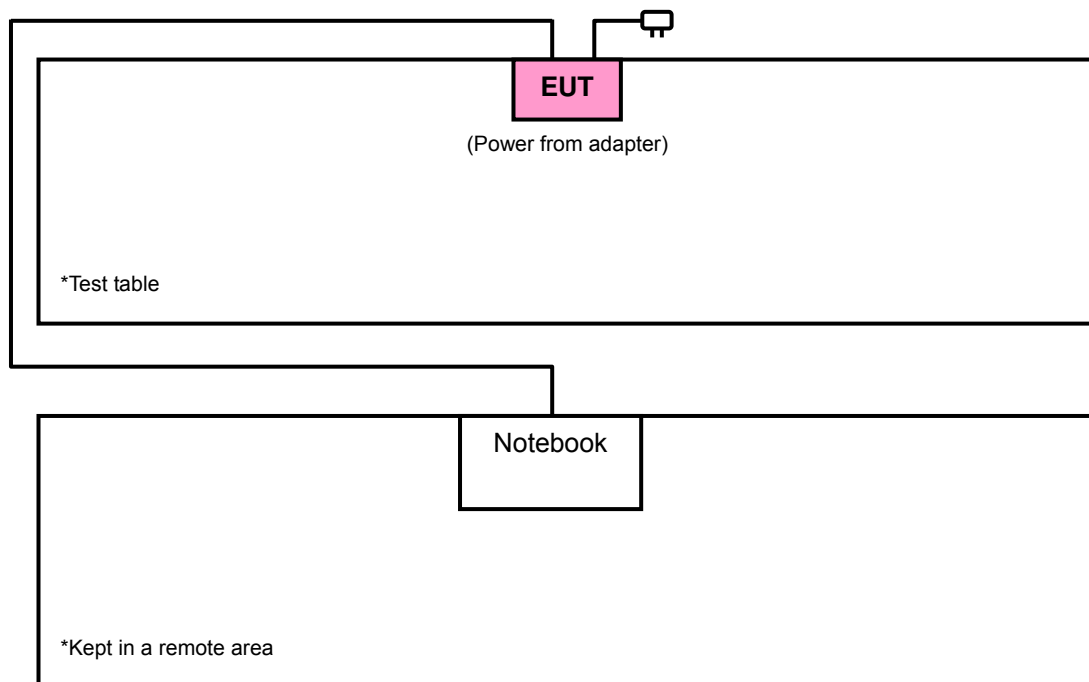 EUT
(Power from adapter)
*Test table
Notebook
*Kept in a remote area